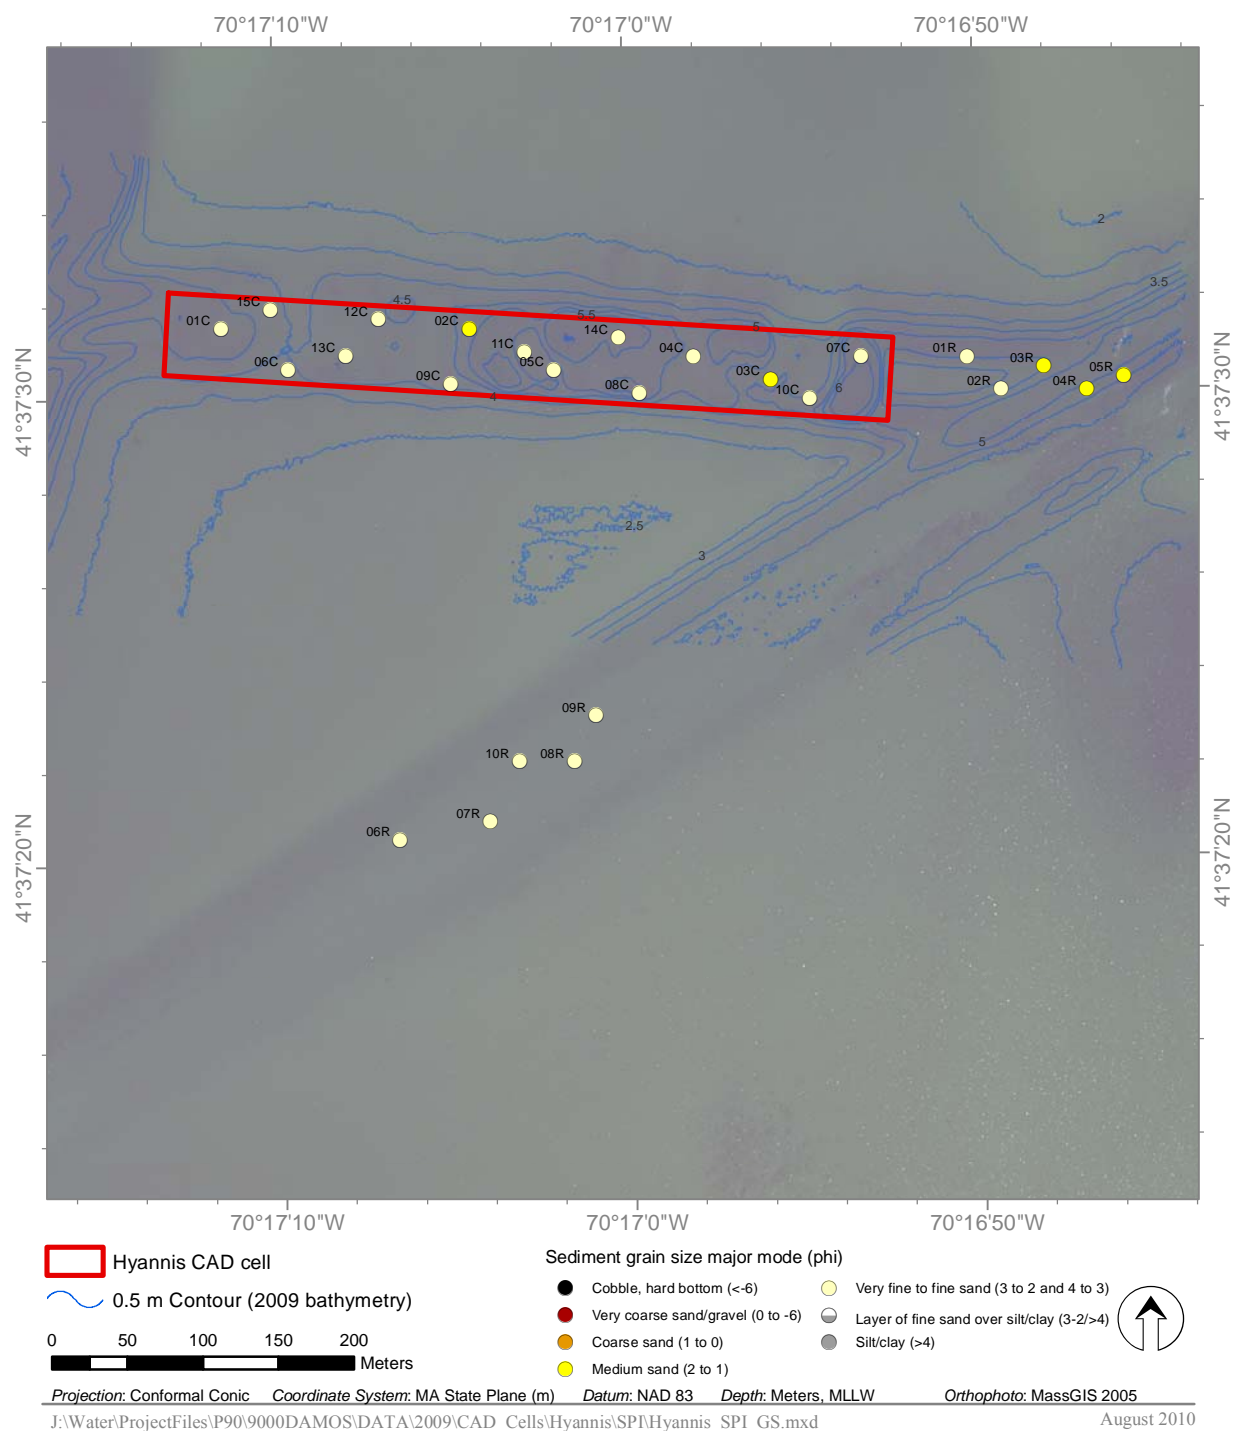 70°17'10"W 70°17'0"W 70°16'50"W
2
3.5
4.5
5.5
5
15C
01C
12C
02C
14C
11C
13C
04C
07C
01R
03R
05R
06C
05C
03C
02R
04R
09C
08C
10C
6
4
5
41°37'30"N
41°37'30"N
2.5
3
09R
10R 08R
07R
06R
41°37'20"N
41°37'20"N
70°17'10"W 70°17'0"W 70°16'50"W
Hyannis CAD cell
0.5 m Contour (2009 bathymetry)
0 50 100 150 200
Meters
Sediment grain size major mode (phi)
Cobble, hard bottom (<-6)
Very coarse sand/gravel (0 to -6)
Coarse sand (1 to 0)
Medium sand (2 to 1)
Very fine to fine sand (3 to 2 and 4 to 3)
Layer of fine sand over silt/clay (3-2/>4)
Silt/clay (>4)
Projection: Conformal Conic Coordinate System: MA State Plane (m) Datum: NAD 83 Depth: Meters, MLLW Orthophoto: MassGIS 2005
J:\Water\ProjectFiles\P90\9000DAMOS\DATA\2009\CAD_Cells\Hyannis\SPI\Hyannis_SPI_GS.mxd August 2010